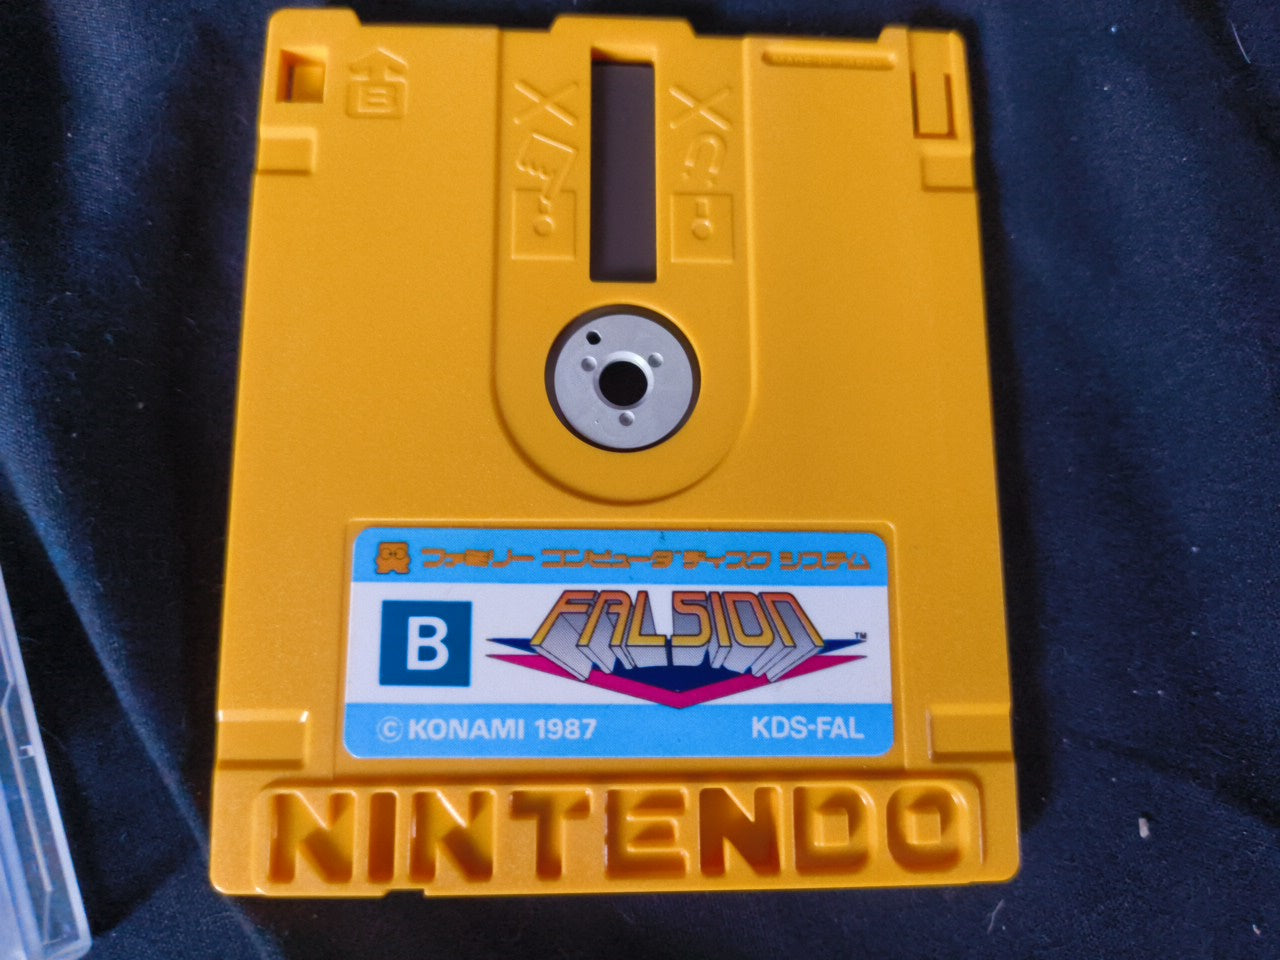 ファミリー コンピュータ ディスク システム
B
FALSION
TM
© KONAMI 1987
KDS-FAL
NINTENDO